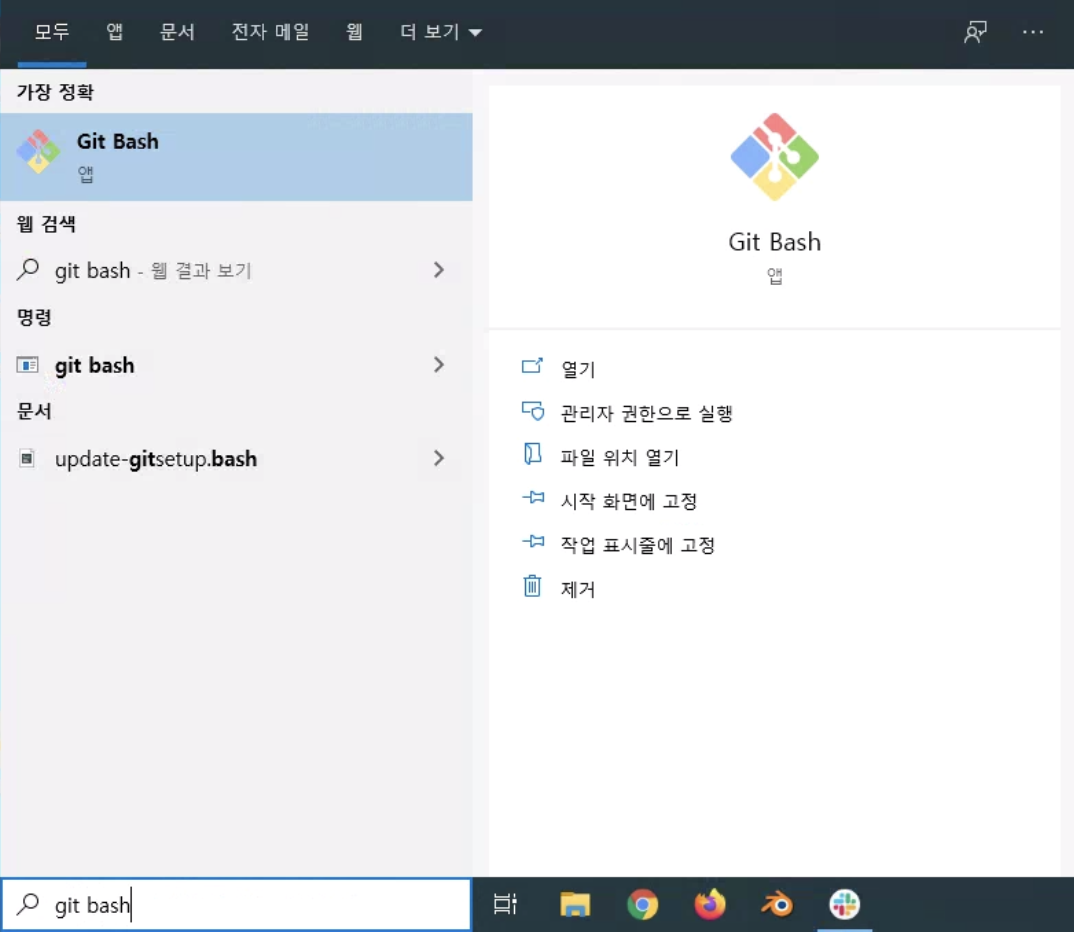 모두 앱 문서 전자 메일 웹 더 보기
가장 정확
Git Bash
앱
웹 검색
git bash - 웹 결과 보기
명령
git bash
문서
update-gitsetup.bash
Git Bash
앱
열기
관리자 권한으로 실행
파일 위치 열기
시작 화면에 고정
작업 표시줄에 고정
제거
git bash